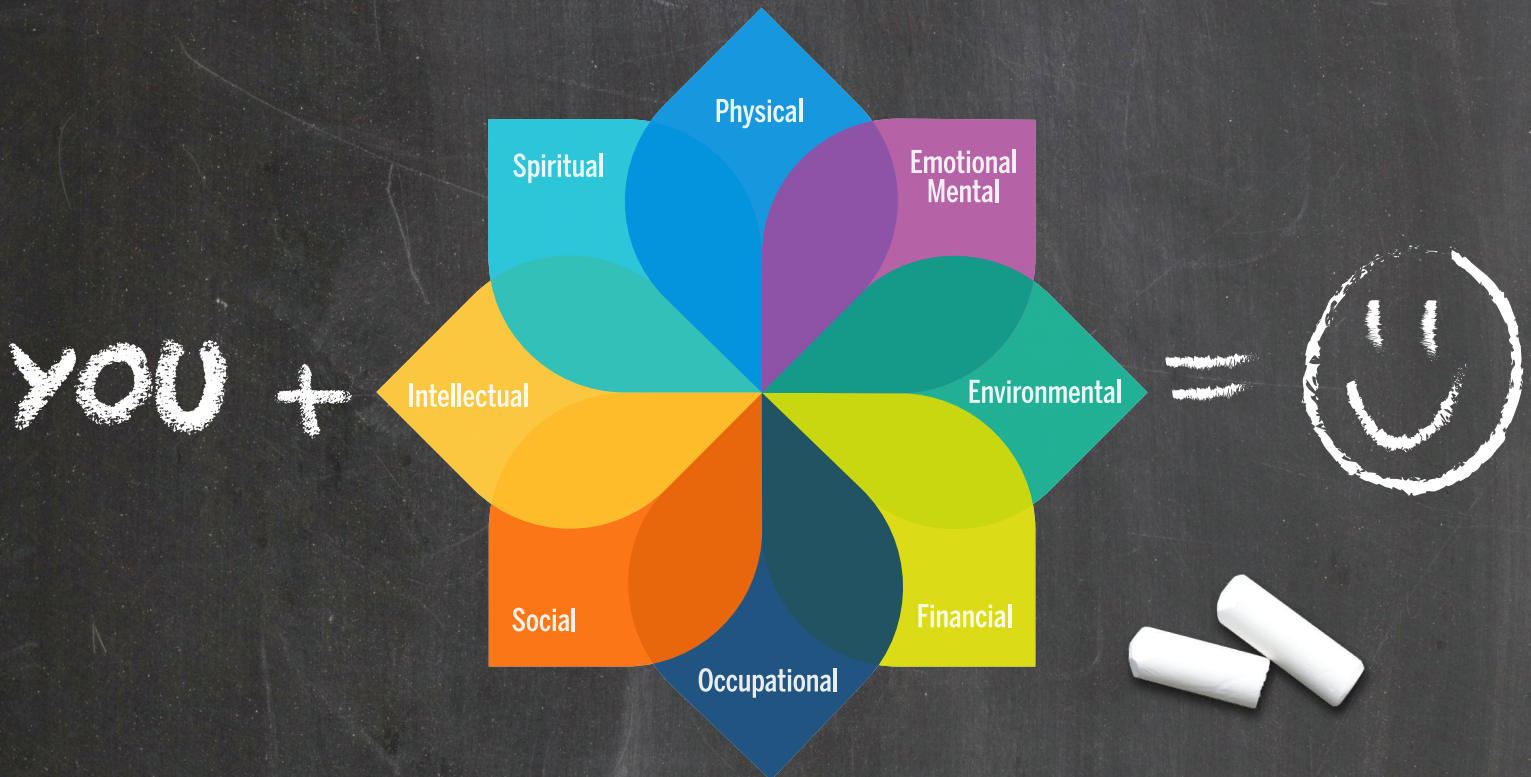 Physical
Spiritual
Emotional
Mental
YOU +
Intellectual
Environmental
=
Social
Financial
Occupational